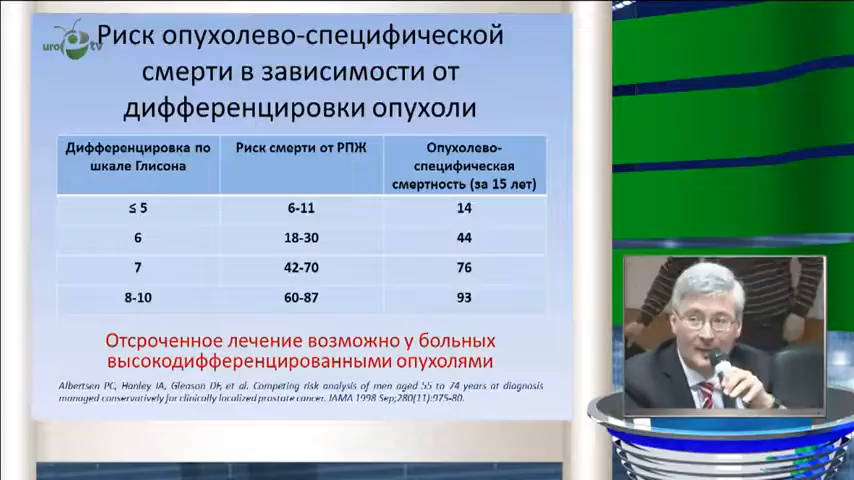 uro tv
Риск опухолево-специфической
смерти в зависимости от
дифференцировки опухоли
Дифференцировка по
шкале Глисона
Риск смерти от РПЖ
Опухолево-
специфическая
смертность (за 15 лет)
≤ 5 6-11 14
6 18-30 44
7 42-70 76
8-10 60-87 93
Отсроченное лечение возможно у больных
высокодифференцированными опухолями
Albertsen PC, Hanley JA, Gleason DF, et al. Competing risk analysis of men aged 55 to 74 years at diagnosis
managed conservatively for clinically localized prostate cancer. JAMA 1998 Sep;280(11):975-80.